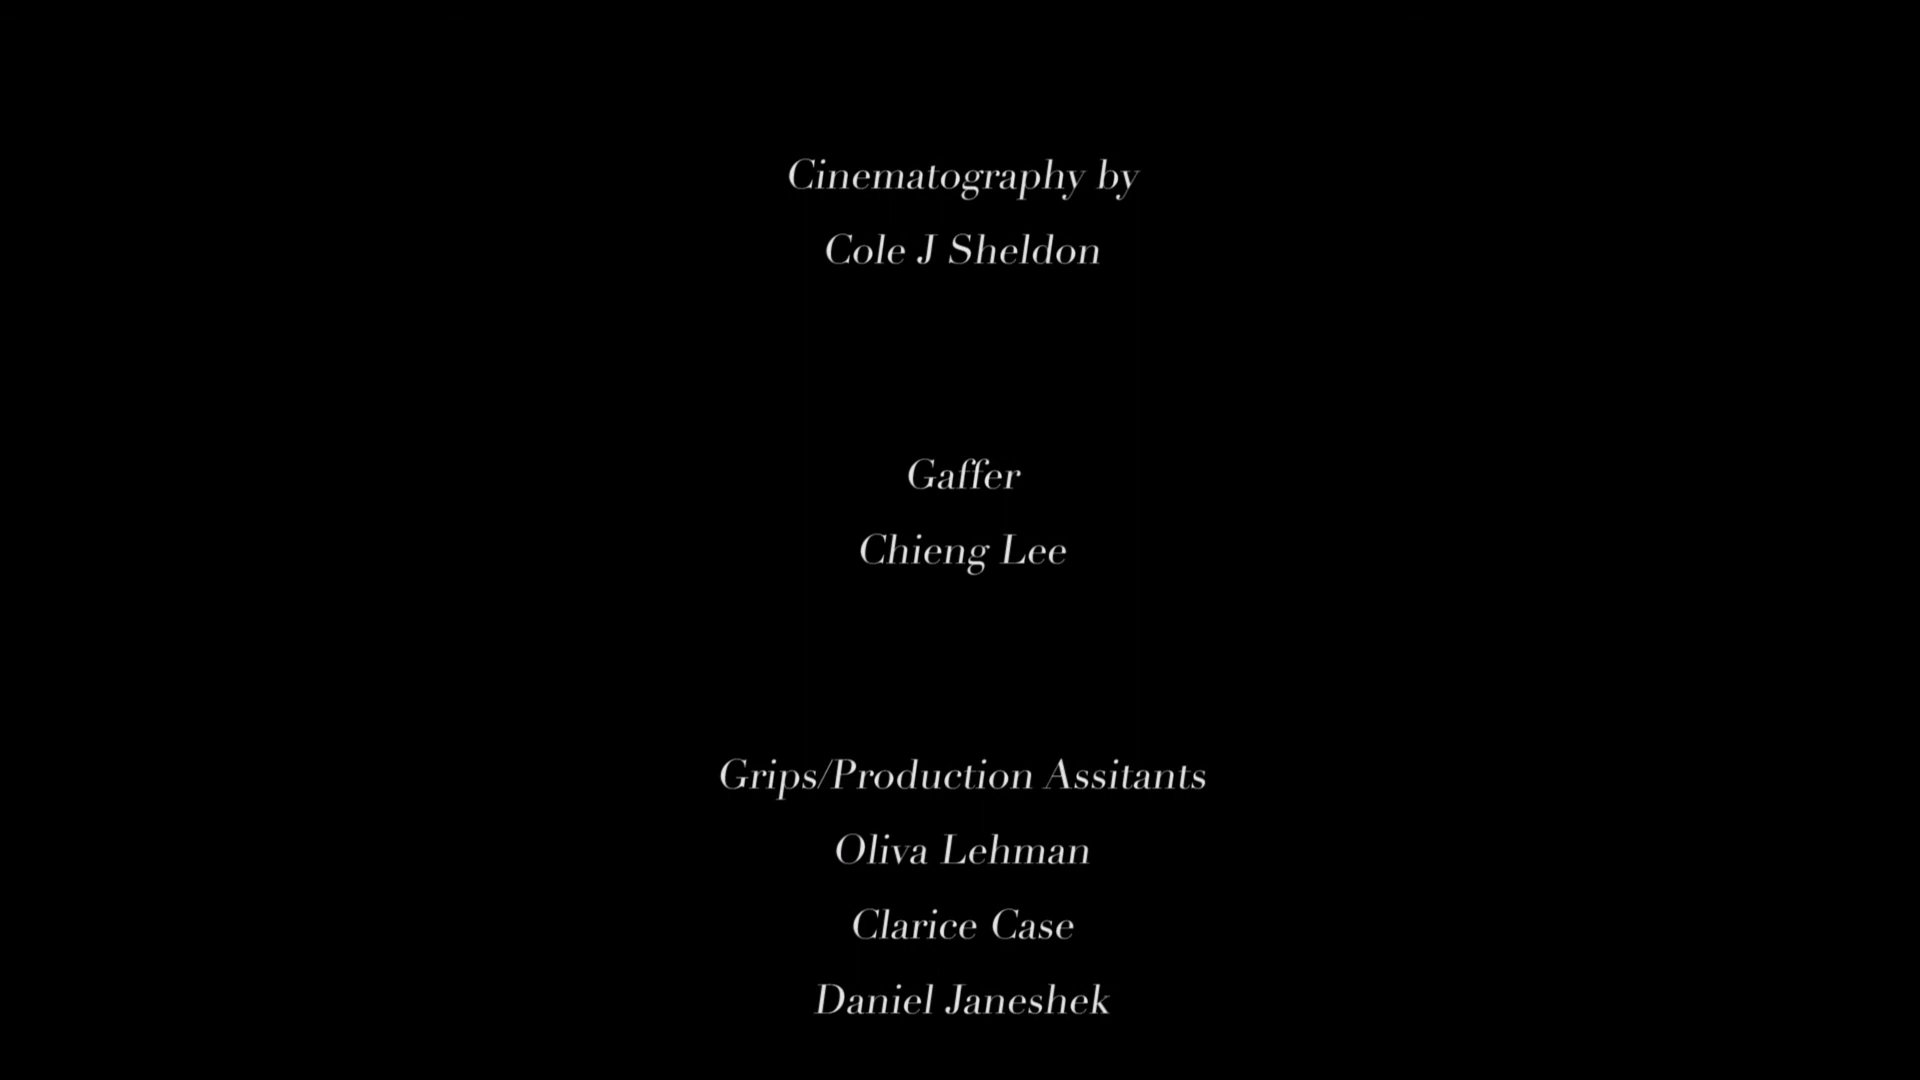 Cinematography by
Cole J Sheldon
Gaffer
Chieng Lee
Grips/Production Assitants
Oliva Lehman
Clarice Case
Daniel Janeshek